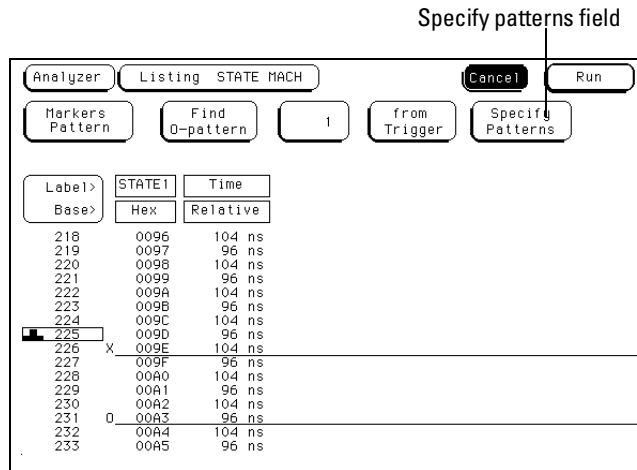 Specify patterns field
Analyzer Listing STATE MACH Cancel Run
Markers Pattern Find O-pattern 1 from Trigger Specify Patterns
Label> STATE1 Time
Base> Hex Relative
218 0096 104 ns
219 0097 96 ns
220 0098 104 ns
221 0099 96 ns
222 009A 104 ns
223 009B 96 ns
224 009C 104 ns
225 009D 96 ns
226 X 009E 104 ns
227 009F 96 ns
228 00A0 104 ns
229 00A1 96 ns
230 00A2 104 ns
231 O 00A3 96 ns
232 00A4 104 ns
233 00A5 96 ns